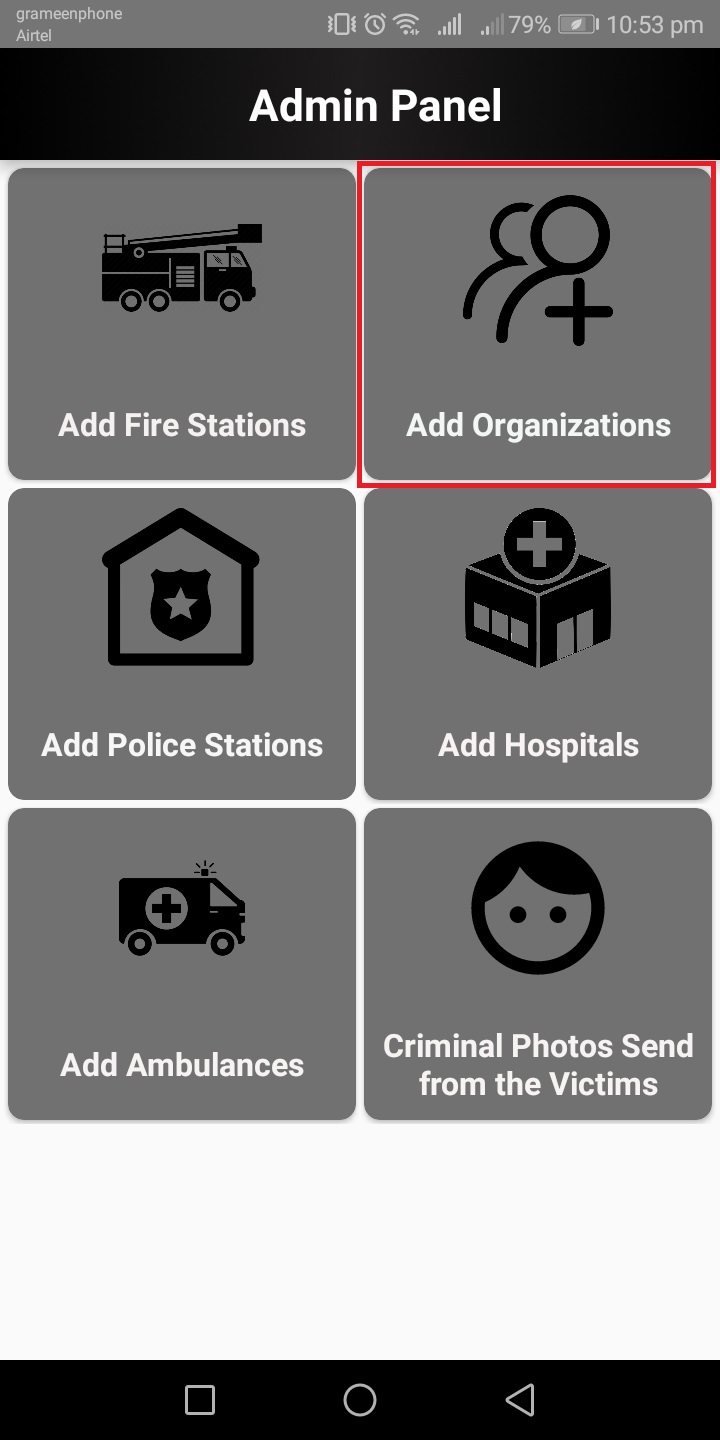 grameenphone
Airtel
79%
10:53 pm
Admin Panel
Add Fire Stations
Add Organizations
Add Police Stations
Add Hospitals
Add Ambulances
Criminal Photos Send
from the Victims